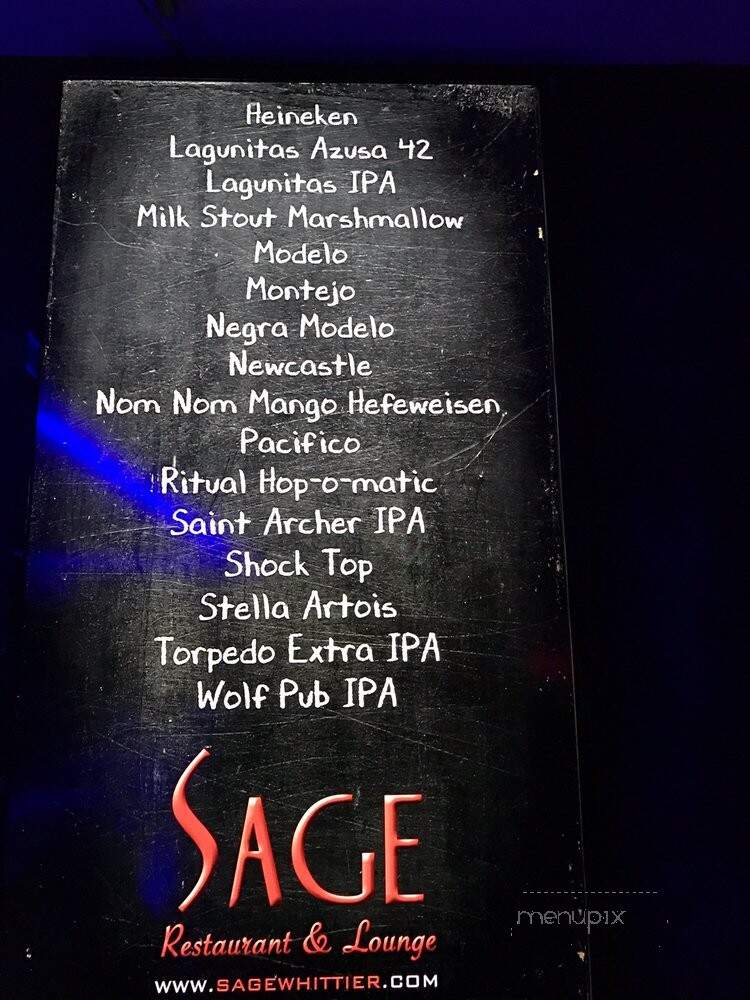 Heineken
Lagunitas Azusa 42
Lagunitas IPA
Milk Stout Marshmallow
Modelo
Montejo
Negra Modelo
Newcastle
Nom Nom Mango Hefeweisen
Pacifico
Ritual Hop-o-matic
Saint Archer IPA
Shock Top
Stella Artois
Torpedo Extra IPA
Wolf Pub IPA
SAGE
Restaurant & Lounge
WWW.SAGEWHITTIER.COM
menupix